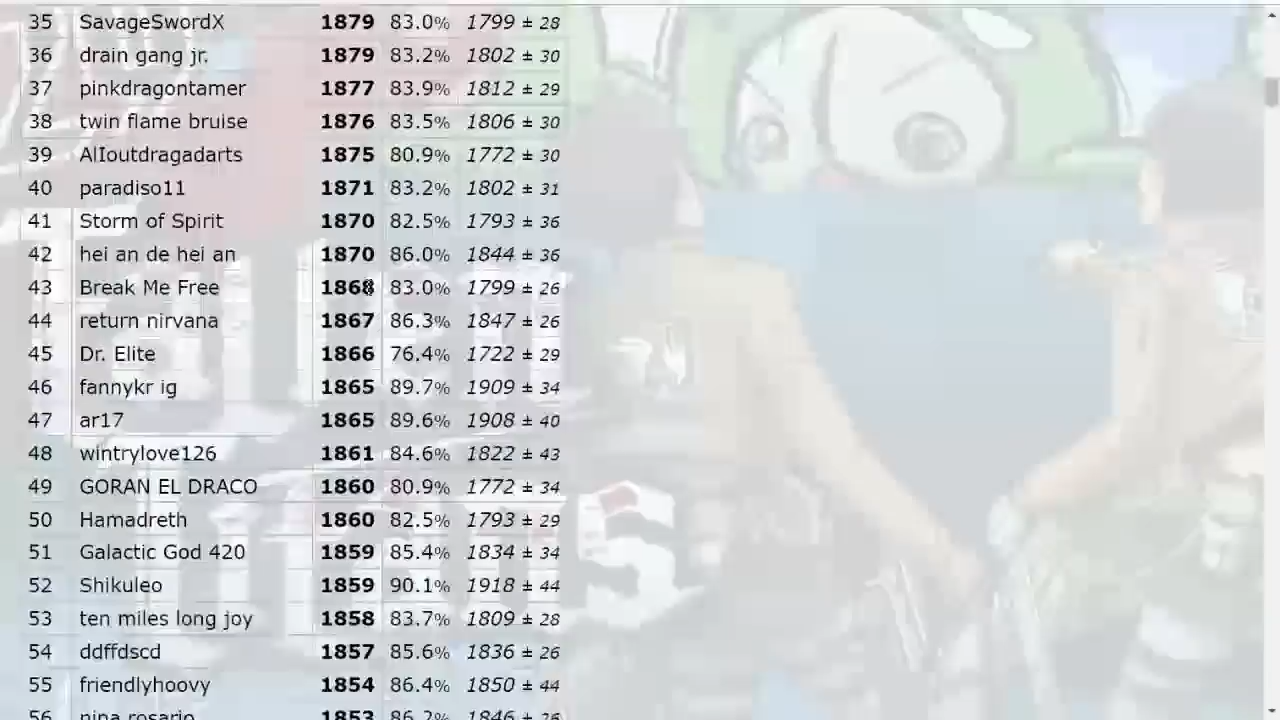 35 SavageSwordX 1879 83.0% 1799 ± 28
36 drain gang jr. 1879 83.2% 1802 ± 30
37 pinkdragontamer 1877 83.9% 1812 ± 29
38 twin flame bruise 1876 83.5% 1806 ± 30
39 AlIoutdragadarts 1875 80.9% 1772 ± 30
40 paradiso11 1871 83.2% 1802 ± 31
41 Storm of Spirit 1870 82.5% 1793 ± 36
42 hei an de hei an 1870 86.0% 1844 ± 36
43 Break Me Free 1868 83.0% 1799 ± 26
44 return nirvana 1867 86.3% 1847 ± 26
45 Dr. Elite 1866 76.4% 1722 ± 29
46 fannykr ig 1865 89.7% 1909 ± 34
47 ar17 1865 89.6% 1908 ± 40
48 wintrylove126 1861 84.6% 1822 ± 43
49 GORAN EL DRACO 1860 80.9% 1772 ± 34
50 Hamadreth 1860 82.5% 1793 ± 29
51 Galactic God 420 1859 85.4% 1834 ± 34
52 Shikuleo 1859 90.1% 1918 ± 44
53 ten miles long joy 1858 83.7% 1809 ± 28
54 ddffdscd 1857 85.6% 1836 ± 26
55 friendlyhoovy 1854 86.4% 1850 ± 44
56 nina rosario 1853 86.2% 1846 ± 26